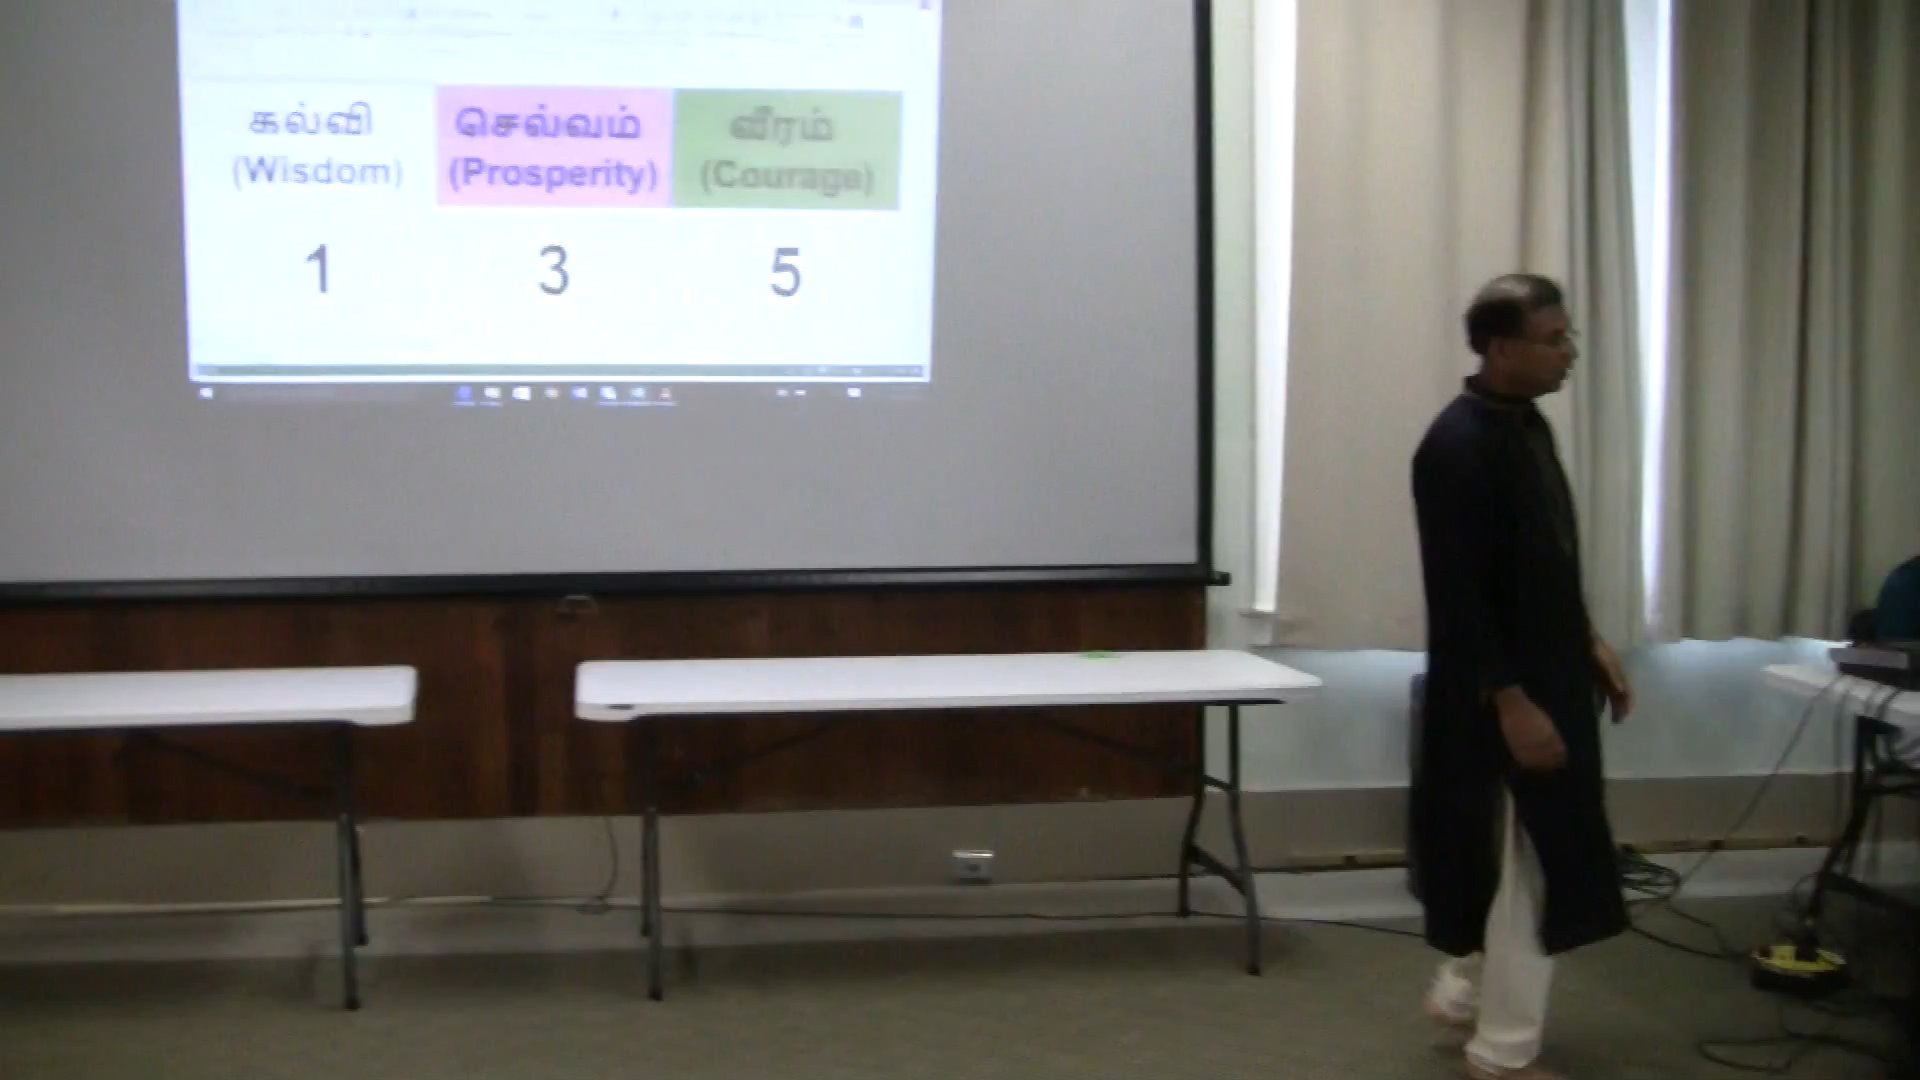 கல்வி செல்வம் வீரம்
(Wisdom) (Prosperity) (Courage)
1 3 5